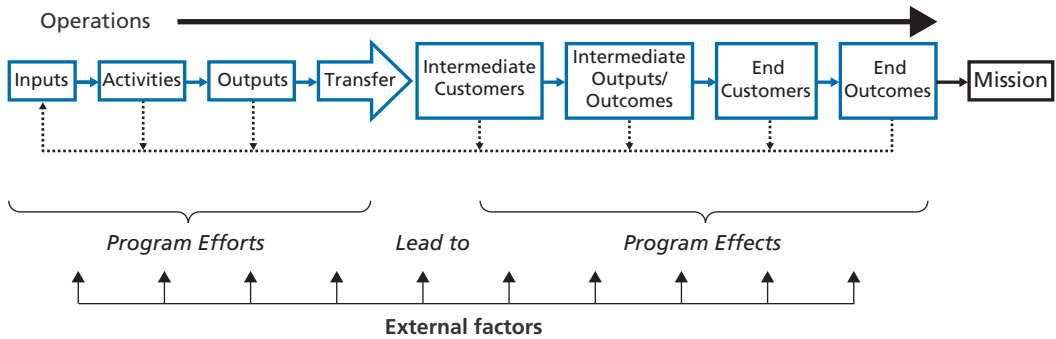 Operations
Inputs
Activities
Outputs
Transfer
Intermediate
Customers
Intermediate
Outputs/
Outcomes
End
Customers
End
Outcomes
Mission
Program Efforts
Lead to
Program Effects
External factors